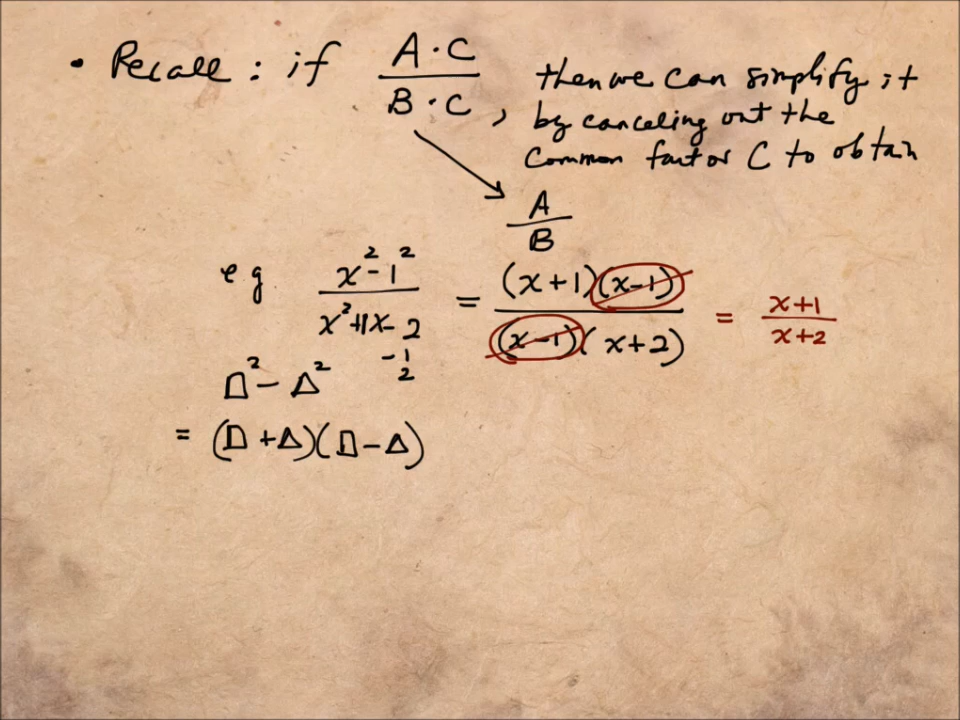 • Recall : if A·C / B·C , then we can simplify it
by canceling out the
common factor C to obtain
A / B
eg x² - 1² / x² + 1x - 2 = (x+1)(x-1) / (x-1)(x+2) = x+1 / x+2
-1
2
□² - △²
= (□ + △)(□ - △)